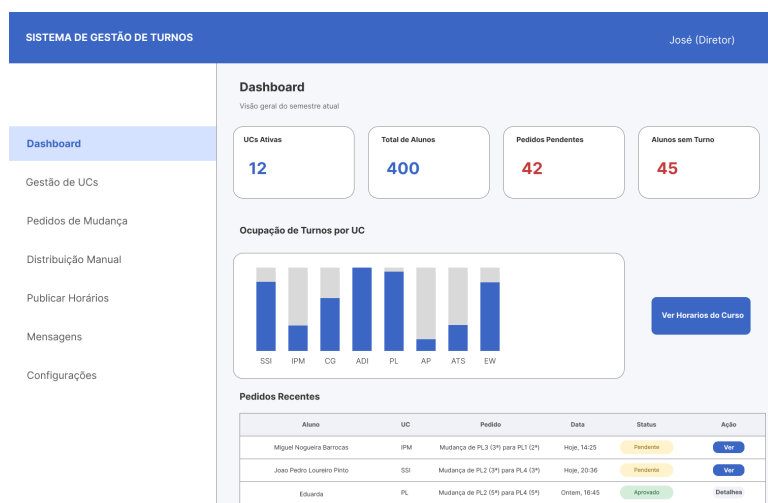 SISTEMA DE GESTÃO DE TURNOS
José (Diretor)
Dashboard
Gestão de UCs
Pedidos de Mudança
Distribuição Manual
Publicar Horários
Mensagens
Configurações
Dashboard
Visão geral do semestre atual
UCs Ativas
12
Total de Alunos
400
Pedidos Pendentes
42
Alunos sem Turno
45
Ocupação de Turnos por UC
SSI IPM CG ADI PL AP ATS EW
Ver Horarios do Curso
Pedidos Recentes
Aluno UC Pedido Data Status Ação
Miguel Nogueira Barrocas IPM Mudança de PL3 (3ª) para PL1 (2ª) Hoje, 14:25 Pendente Ver
Joao Pedro Loureiro Pinto SSI Mudança de PL2 (3ª) para PL4 (3ª) Hoje, 20:36 Pendente Ver
Eduarda PL Mudança de PL2 (5ª) para PL4 (5ª) Ontem, 16:45 Aprovado Detalhes